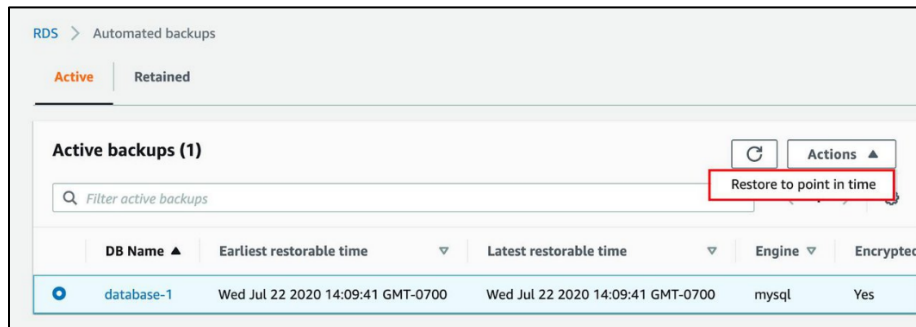 RDS > Automated backups
Active Retained
Active backups (1)
Actions
Restore to point in time
Filter active backups
DB Name Earliest restorable time Latest restorable time Engine Encrypted
database-1 Wed Jul 22 2020 14:09:41 GMT-0700 Wed Jul 22 2020 14:09:41 GMT-0700 mysql Yes